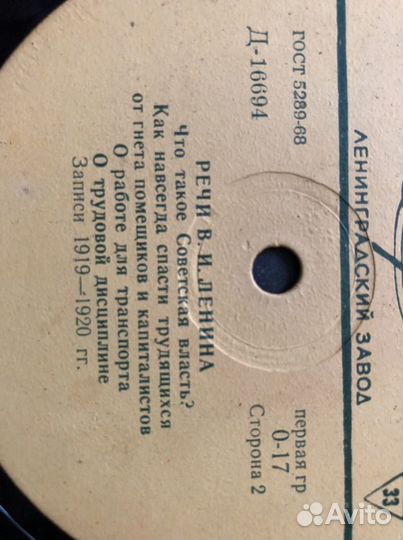 ЛЕНИНГРАДСКИЙ ЗАВОД
ГОСТ 5289-68
Д-16694
первая гр
0-17
Сторона 2
РЕЧИ В. И. ЛЕНИНА
Что такое Советская власть?
Как навсегда спасти трудящихся
от гнета помещиков и капиталистов
О работе для транспорта
О трудовой дисциплине
Записи 1919—1920 гг.
33
Avito